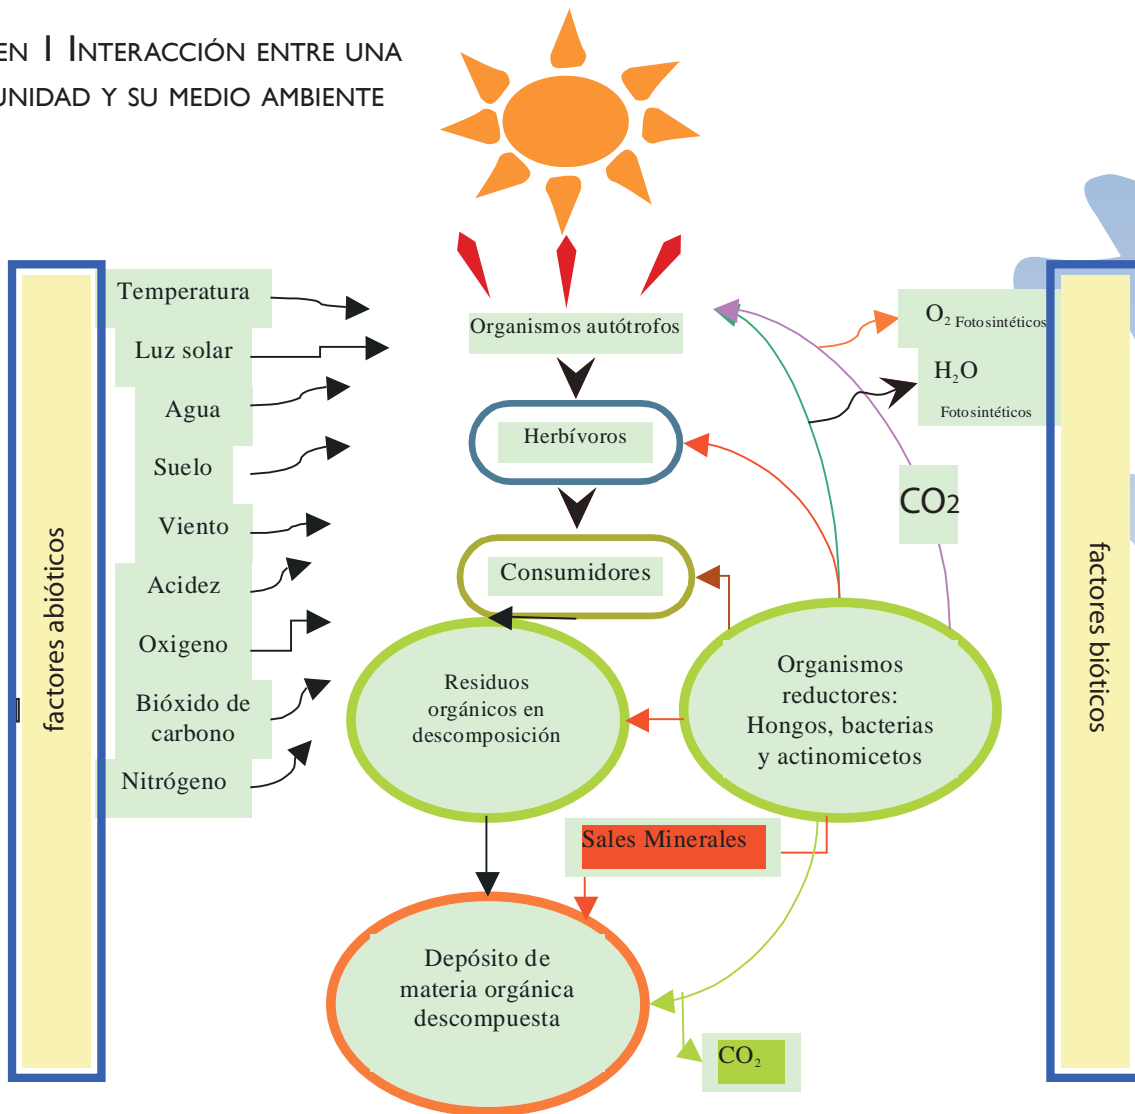 EN 1 INTERACCIÓN ENTRE UNA
UNIDAD Y SU MEDIO AMBIENTE
factores abióticos
Temperatura
Luz solar
Agua
Suelo
Viento
Acidez
Oxigeno
Bióxido de
carbono
Nitrógeno
Organismos autótrofos
Herbívoros
Consumidores
Residuos
orgánicos en
descomposición
Organismos
reductores:
Hongos, bacterias
y actinomicetos
Sales Minerales
Depósito de
materia orgánica
descompuesta
CO₂
O₂ Fotosintéticos
H₂O
Fotosintéticos
CO2
factores bióticos